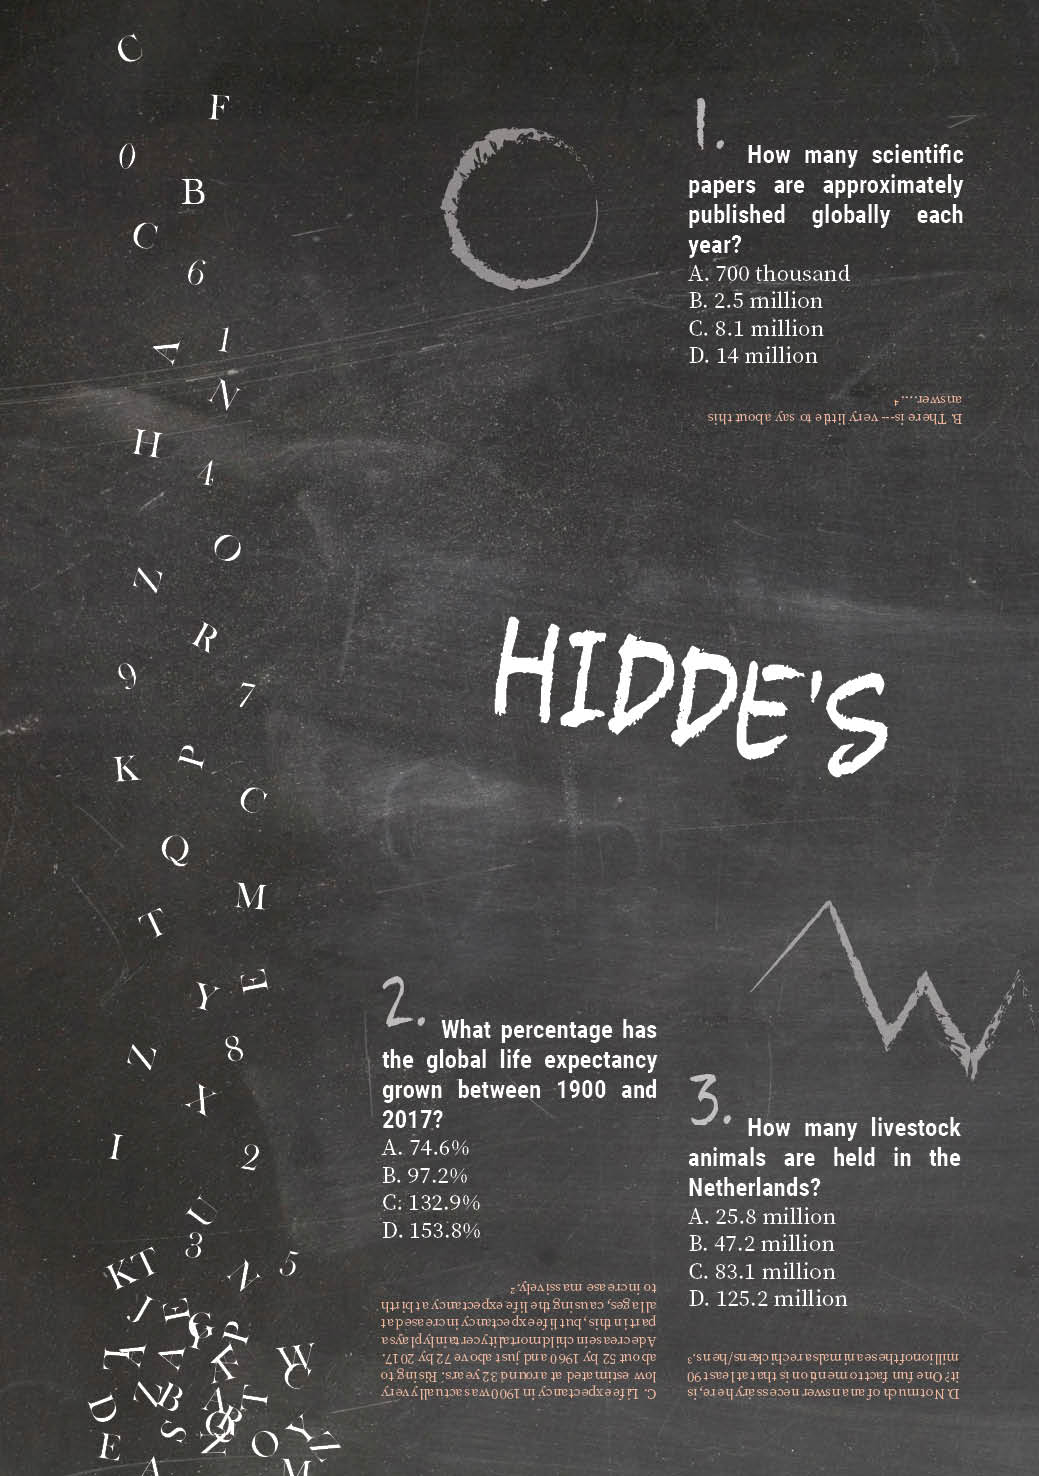 C
F
0
B
C
6
1
A
N
H
4
O
Z
R
9
7
P
K
C
Q
M
T
E
Y
8
Z
X
I
2
U
3
K T
N
5
1.
How many scientific
papers are approximately
published globally each
year?
A. 700 thousand
B. 2.5 million
C. 8.1 million
D. 14 million
B. There is--- very little to say about this
answer....⁴
HIDDE'S
2.
What percentage has
the global life expectancy
grown between 1900 and
2017?
A. 74.6%
B. 97.2%
C. 132.9%
D. 153.8%
C. Life expectancy in 1900 was actually very
low estimated at around 32 years. Rising to
about 52 by 1960 and just above 72 by 2017.
A decrease in child mortality certainly plays a
part in this, but life expectancy increased at
all ages, causing the life expectancy at birth
to increase massively.²
3.
How many livestock
animals are held in the
Netherlands?
A. 25.8 million
B. 47.2 million
C. 83.1 million
D. 125.2 million
D. Not much of an answer necessary here, is
it? One fun fact to mention is that at least 90
million of these animals are chickens/hens.³